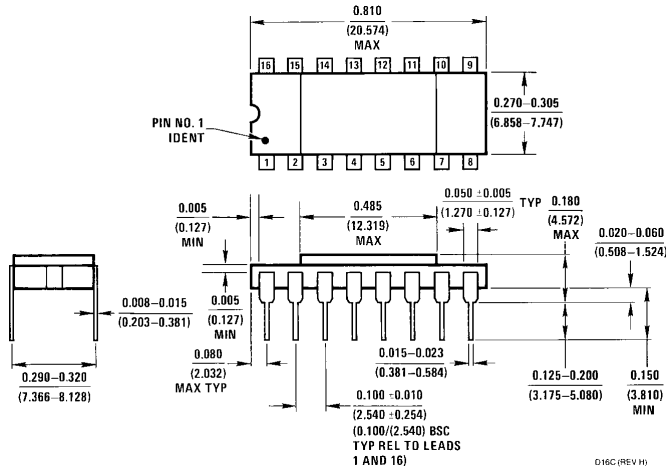 0.810
(20.574)
MAX
16 15 14 13 12 11 10 9
PIN NO. 1
IDENT
0.270–0.305
(6.858–7.747)
1 2 3 4 5 6 7 8
0.005
(0.127)
MIN
0.485
(12.319)
MAX
0.050 ±0.005
(1.270 ±0.127)
TYP
0.180
(4.572)
MAX
0.020–0.060
(0.508–1.524)
0.008–0.015
(0.203–0.381)
0.005
(0.127)
MIN
0.290–0.320
(7.366–8.128)
0.080
(2.032)
MAX TYP
0.015–0.023
(0.381–0.584)
0.100 ±0.010
(2.540 ±0.254)
(0.100/(2.540) BSC
TYP REL TO LEADS
1 AND 16)
0.125–0.200
(3.175–5.080)
0.150
(3.810)
MIN
D16C (REV H)